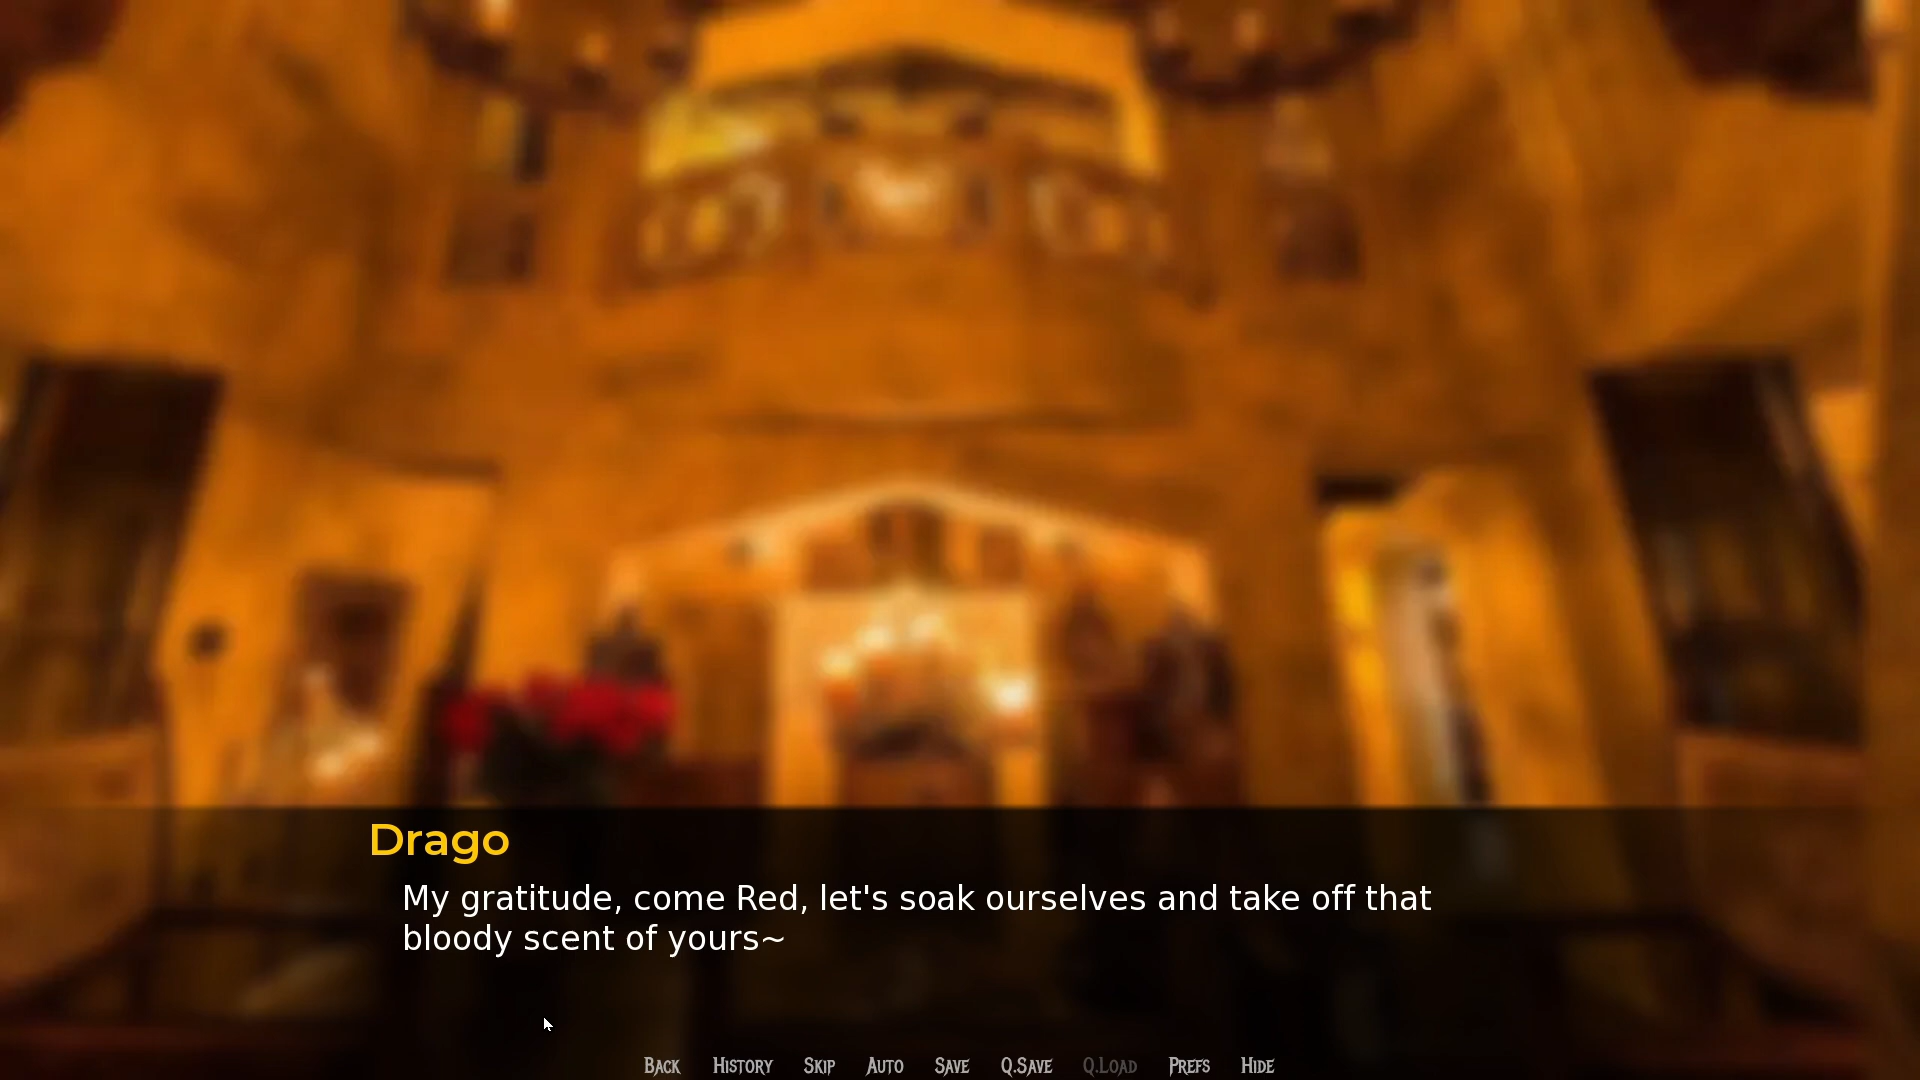 Drago
My gratitude, come Red, let's soak ourselves and take off that
bloody scent of yours~
Back History Skip Auto Save Q.Save Q.Load Prefs Hide